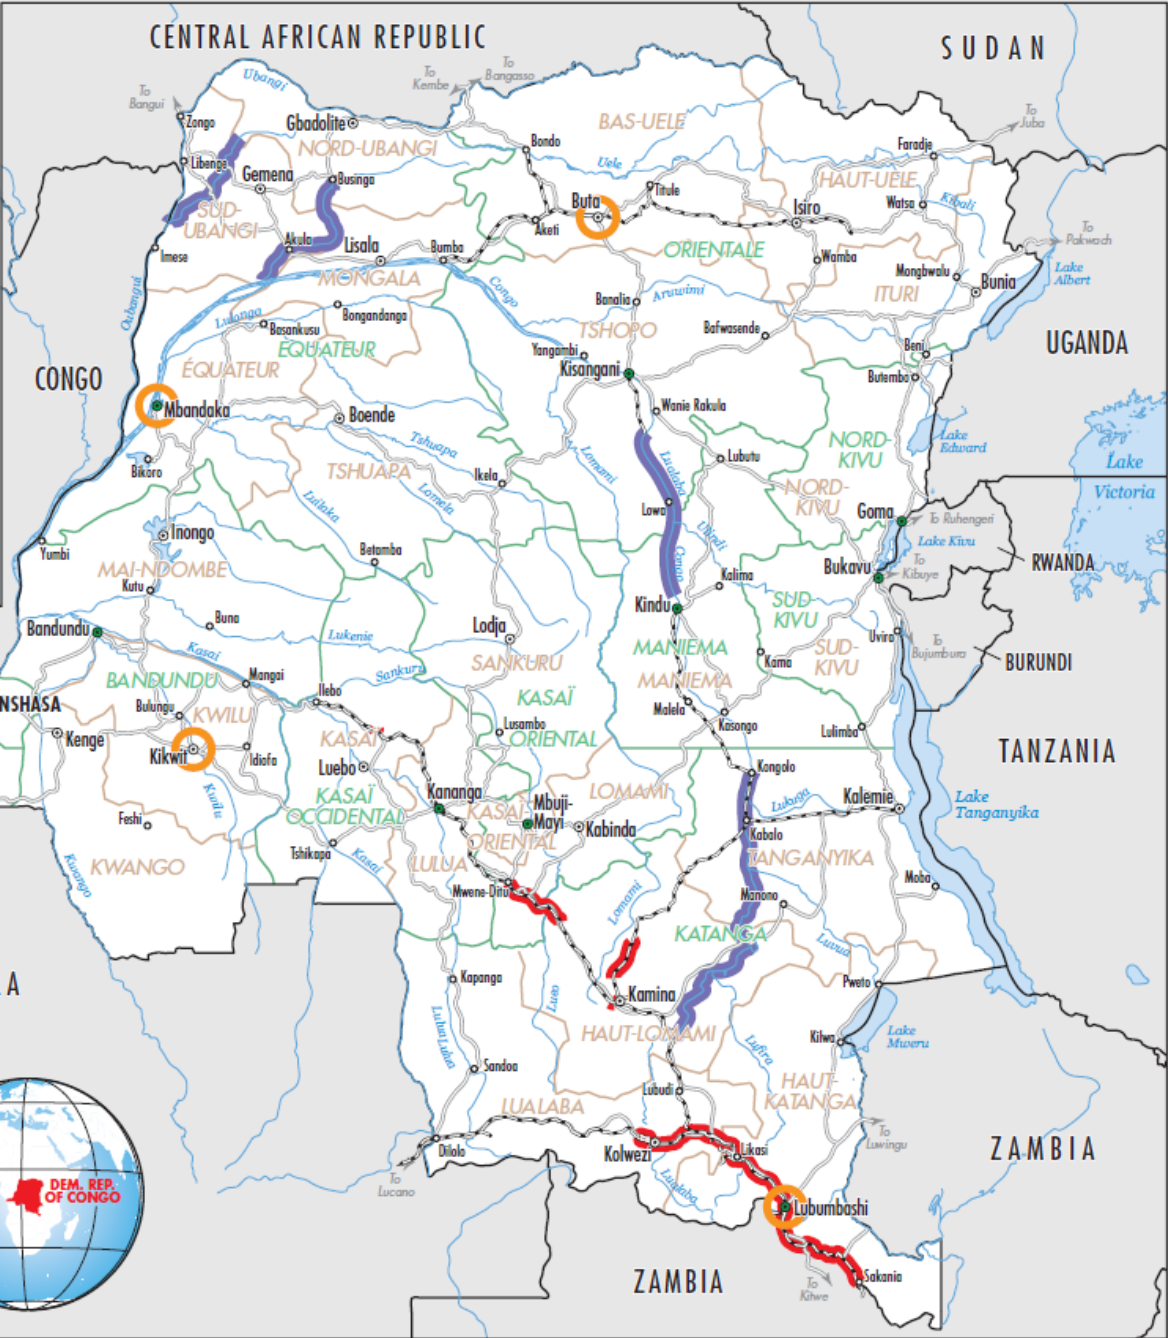 CENTRAL AFRICAN REPUBLIC
SUDAN
To
Bangui
Ubangi
To
Kembe
To
Bangassa
Zongo
Gbadolite
NORD-UBANGI
BAS-UELE
To
Juba
Bondo
Faradje
Libenge
Gemena
Businga
Uele
Titule
HAUT-UELE
SUD-
UBANGI
Buta
Isiro
Watsa
Kibali
Akula
Lisala
Bumba
Aketi
ORIENTALE
To
Pakwach
Imese
MONGALA
Wamba
Mongbwalu
Bunia
Lake
Albert
Oubangui
Congo
Banalia
Aruwimi
ITURI
Lulonga
Basankusu
Bongandanga
TSHOPO
Bafwasende
EQUATEUR
Yangambi
Beni
UGANDA
CONGO
ÉQUATEUR
Kisangani
Butembo
Mbandaka
Boende
Wanie Rakula
Tshuapa
NORD-
KIVU
Lake
Edward
Bikoro
TSHUAPA
Ikela
Lomami
Lualaba
Lubutu
Lake
Victoria
Lomela
NORD-
KIVU
Luilaka
Lowa
Goma
To Ruhengeri
Inongo
Ulindi
Lake Kivu
Yumbi
Betamba
Congo
RWANDA
MAI-NDOMBE
Kutu
Kalima
Bukavu
To
Kibuye
Kindu
SUD
KIVU
Buna
Bandundu
Lukenie
Lodja
Uvira
To
Bujumbura
Kasai
MANIEMA
SUD-
KIVU
BURUNDI
SANKURU
Kama
BANDUNDU
Mangai
Sankuru
MANIEMA
Ilebo
KASAÏ
ORIENTAL
NSHASA
Bulungu
KWILU
Malela
Kasongo
Lulimba
Kenge
Lusambo
Kikwit
Idiofa
KASAÏ
TANZANIA
Luebo
Kongolo
Kwilu
KASAÏ
OCCIDENTAL
Kananga
LOMAMI
Lukuga
Kalemie
Lake
Tanganyika
Feshi
KASAÏ
ORIENTAL
Mbuji-
Mayi
Kabinda
Kabalo
Tshikapa
TANGANYIKA
KWANGO
Kwango
Kasai
LULUA
Mwene-Ditu
Lomami
Manono
Moba
KATANGA
Luvua
Kapanga
Pweto
A
Lueo
Kamina
HAUT-LOMAMI
Lulua
Lulua
Lufira
Kilwa
Lake
Mweru
Sandoa
Lubudi
HAUT-
KATANGA
LUALABA
To
Luwingu
Dilolo
Kolwezi
Likasi
ZAMBIA
To
Lucano
Lualaba
DEM. REP.
OF CONGO
Lubumbashi
Sakania
ZAMBIA
To
Kitwe